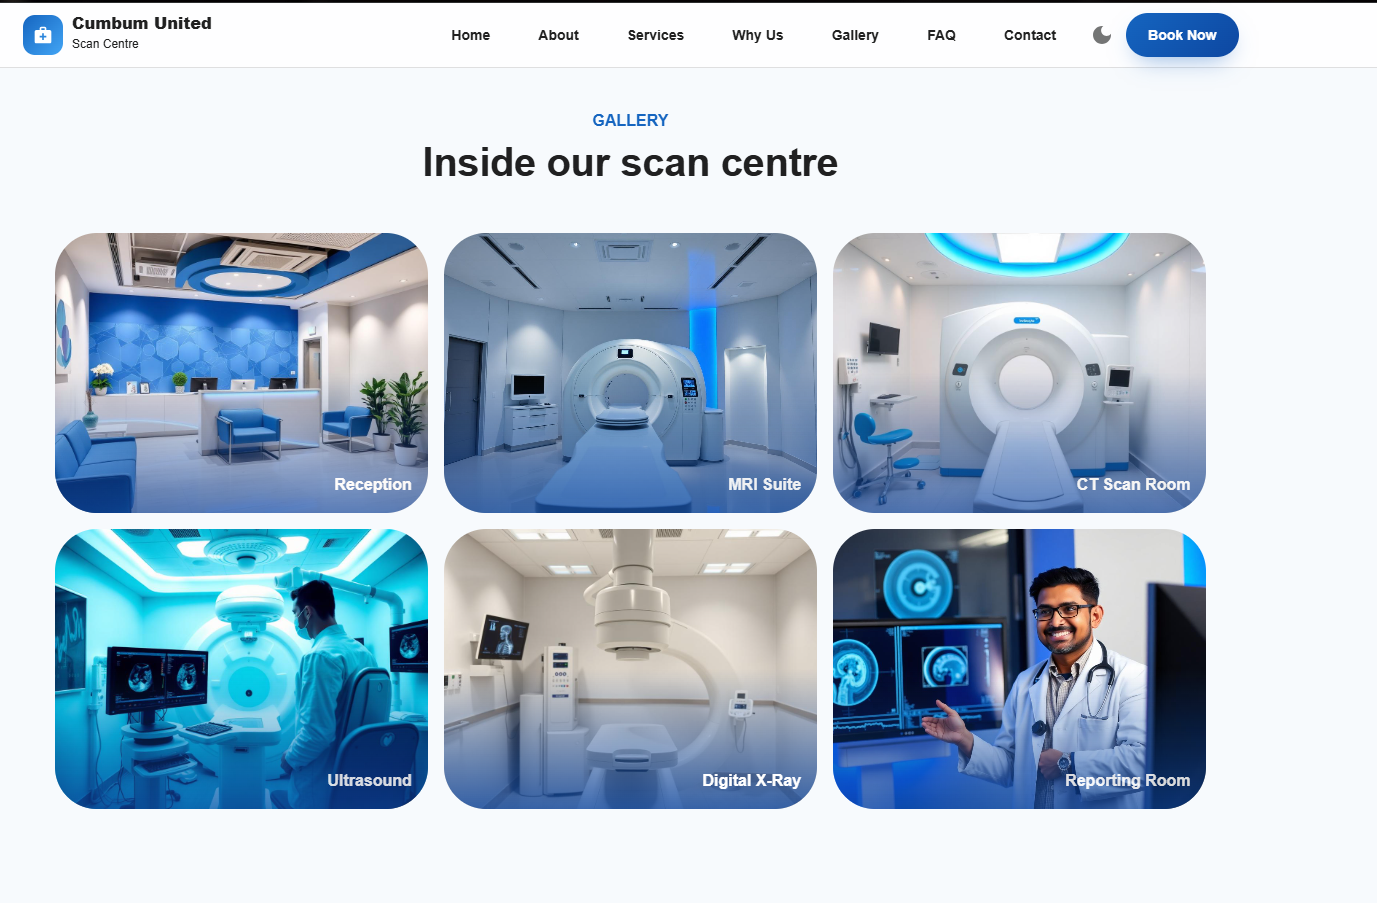 Cumbum United
Scan Centre
Home
About
Services
Why Us
Gallery
FAQ
Contact
Book Now
GALLERY
Inside our scan centre
Reception
MRI Suite
CT Scan Room
Ultrasound
Digital X-Ray
Reporting Room